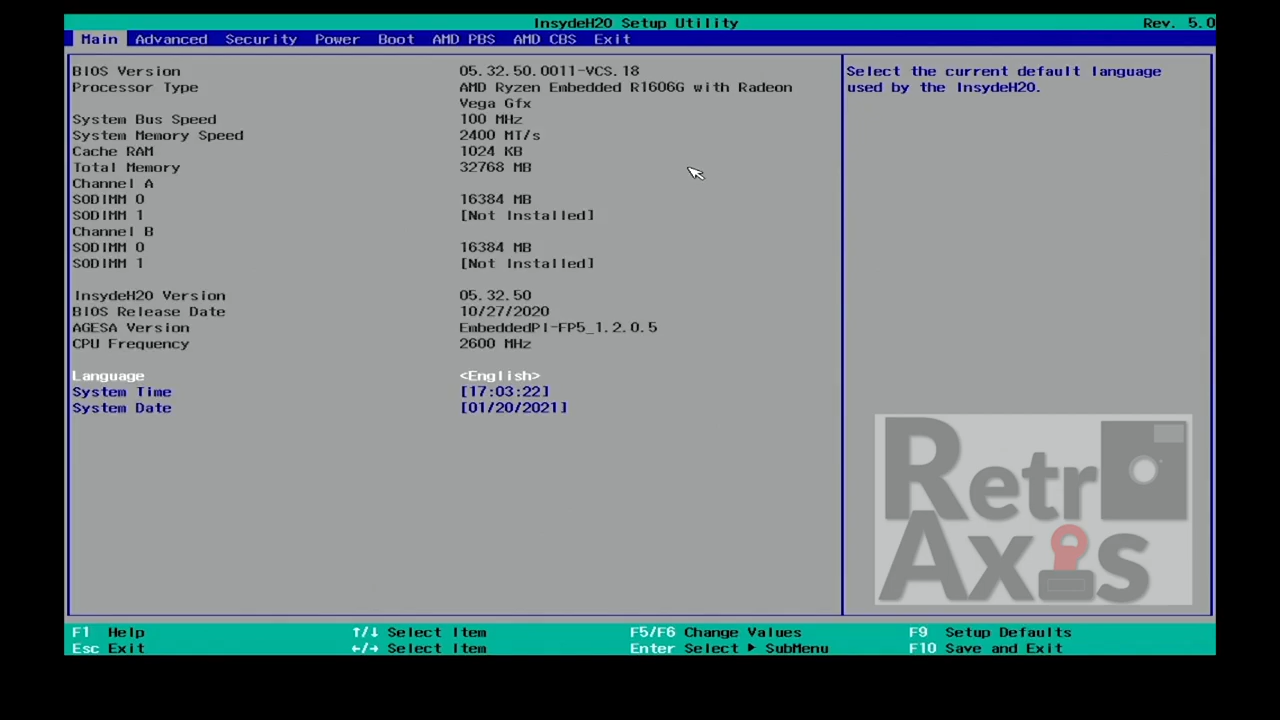 InsydeH20 Setup Utility Rev. 5.0
Main Advanced Security Power Boot AMD PBS AMD CBS Exit
BIOS Version 05.32.50.0011-VCS.18
Processor Type AMD Ryzen Embedded R1606G with Radeon
Vega Gfx
System Bus Speed 100 MHz
System Memory Speed 2400 MT/s
Cache RAM 1024 KB
Total Memory 32768 MB
Channel A
SODIMM 0 16384 MB
SODIMM 1 [Not Installed]
Channel B
SODIMM 0 16384 MB
SODIMM 1 [Not Installed]
InsydeH20 Version 05.32.50
BIOS Release Date 10/27/2020
AGESA Version EmbeddedPI-FP5_1.2.0.5
CPU Frequency 2600 MHz
Language <English>
System Time [17:03:22]
System Date [01/20/2021]
Select the current default language
used by the InsydeH20.
Retr
Axis
F1 Help ↑/↓ Select Item F5/F6 Change Values F9 Setup Defaults
Esc Exit ←/→ Select Item Enter Select ▶ SubMenu F10 Save and Exit